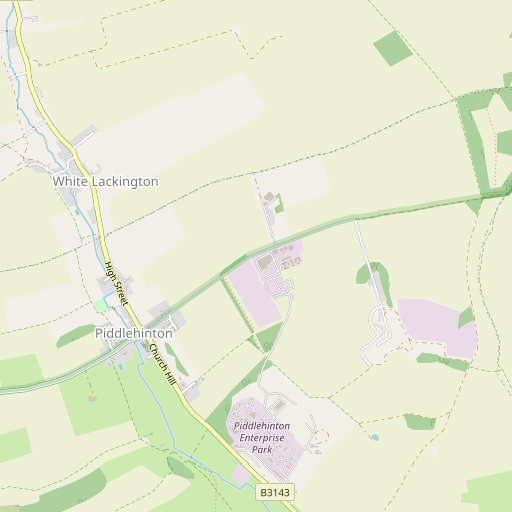 White Lackington
High Street
Piddlehinton
Church Hill
Piddlehinton
Enterprise
Park
B3143